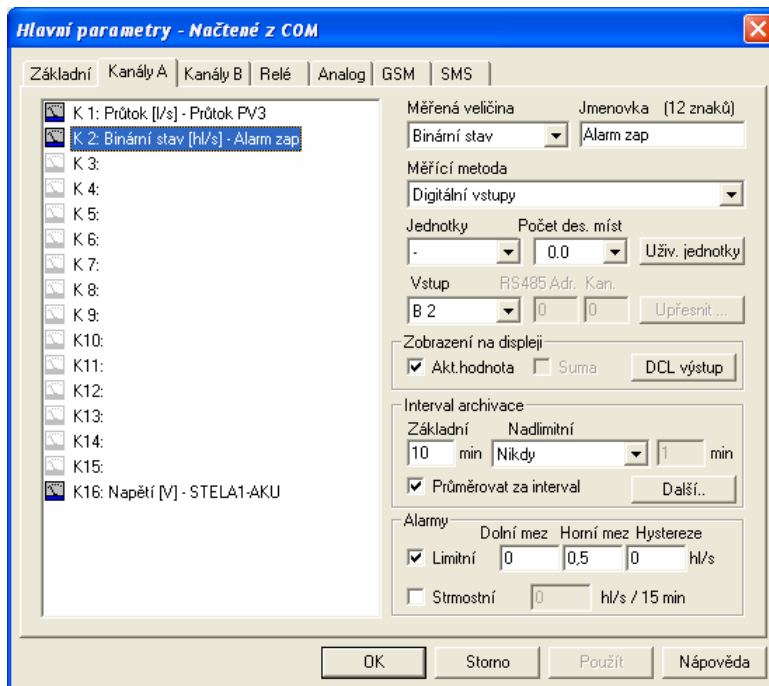 Hlavní parametry - Načtené z COM
Základní Kanály A Kanály B Relé Analog GSM SMS
K 1: Průtok [l/s] - Průtok PV3
K 2: Binární stav [hl/s] - Alarm zap
K 3:
K 4:
K 5:
K 6:
K 7:
K 8:
K 9:
K10:
K11:
K12:
K13:
K14:
K15:
K16: Napětí [V] - STELA1-AKU
Měřená veličina Jmenovka (12 znaků)
Binární stav Alarm zap
Měřící metoda
Digitální vstupy
Jednotky Počet des. míst
- 0.0 Uživ. jednotky
Vstup RS485 Adr. Kan.
B 2 0 0 Upřesnit ...
Zobrazení na displeji
Akt.hodnota Suma DCL výstup
Interval archivace
Základní Nadlimitní
10 min Nikdy 1 min
Průměrovat za interval Další..
Alarmy
Dolní mez Horní mez Hystereze
Limitní 0 0,5 0 hl/s
Strmostní 0 hl/s / 15 min
OK Storno Použít Nápověda